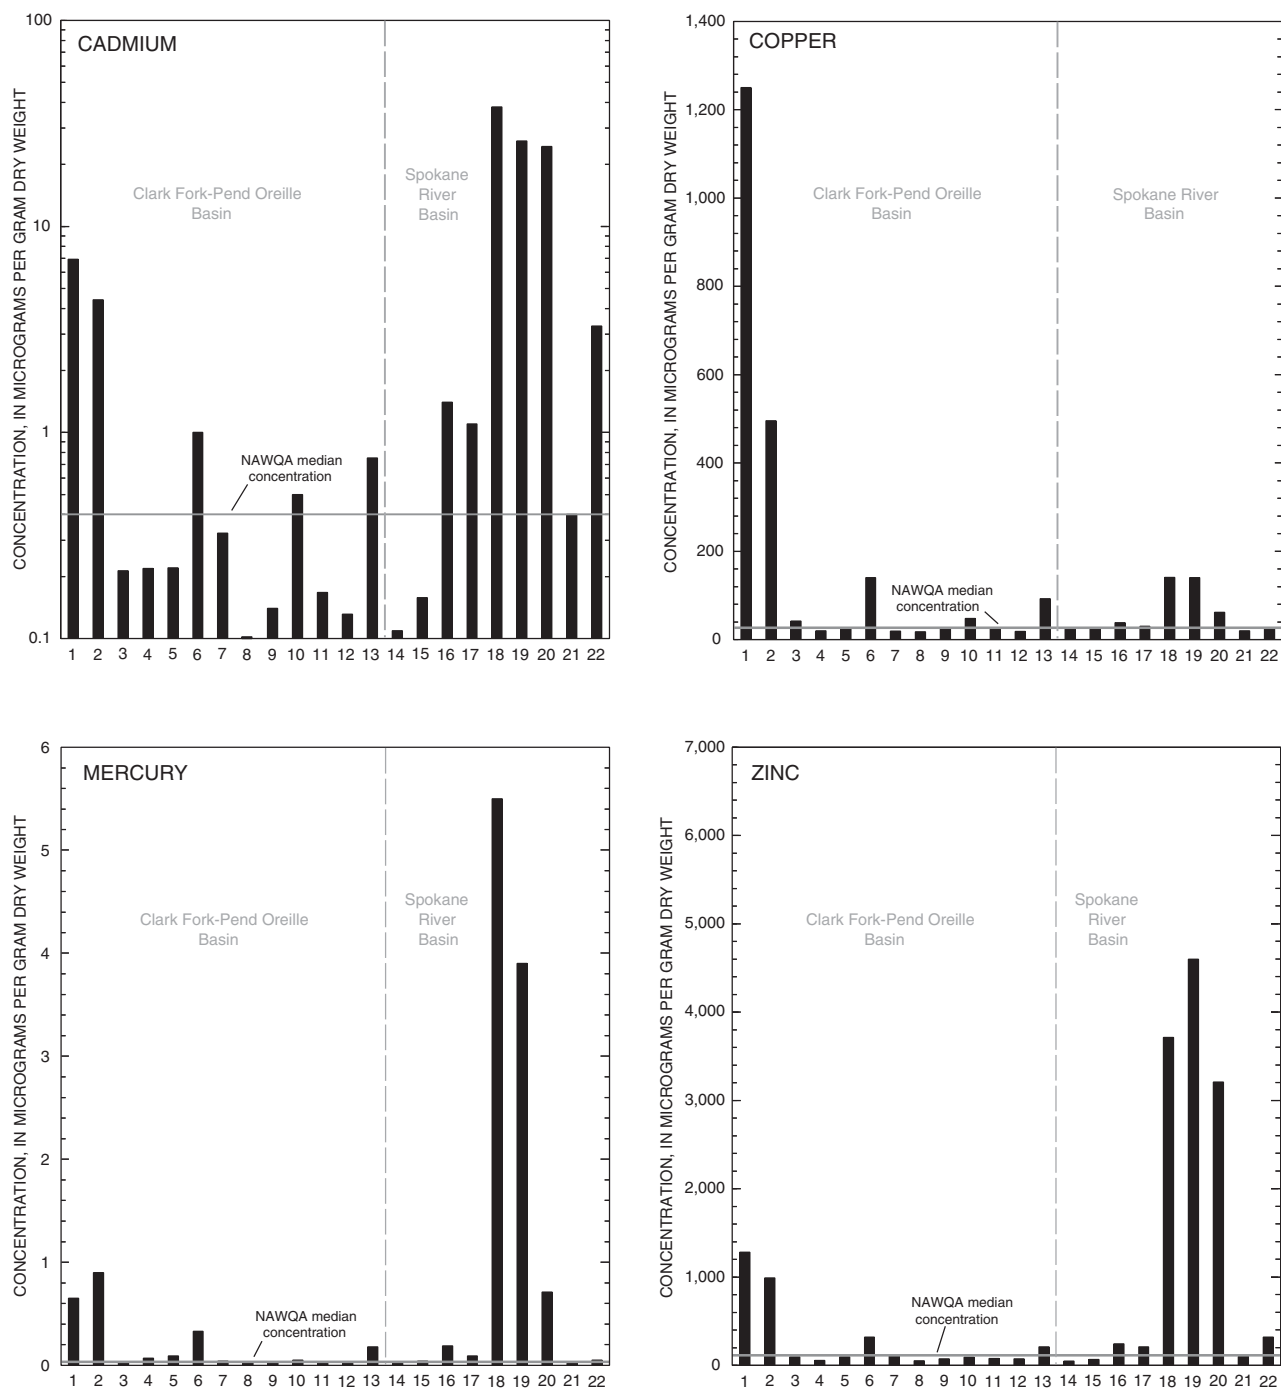 CADMIUM
CONCENTRATION, IN MICROGRAMS PER GRAM DRY WEIGHT
100
10
1
0.1
Clark Fork-Pend Oreille
Basin
Spokane
River
Basin
NAWQA median
concentration
1 2 3 4 5 6 7 8 9 10 11 12 13 14 15 16 17 18 19 20 21 22
COPPER
CONCENTRATION, IN MICROGRAMS PER GRAM DRY WEIGHT
1,400
1,200
1,000
800
600
400
200
0
Clark Fork-Pend Oreille
Basin
Spokane River
Basin
NAWQA median
concentration
1 2 3 4 5 6 7 8 9 10 11 12 13 14 15 16 17 18 19 20 21 22
MERCURY
CONCENTRATION, IN MICROGRAMS PER GRAM DRY WEIGHT
6
5
4
3
2
1
0
Clark Fork-Pend Oreille
Basin
Spokane
River
Basin
NAWQA median
concentration
1 2 3 4 5 6 7 8 9 10 11 12 13 14 15 16 17 18 19 20 21 22
ZINC
CONCENTRATION, IN MICROGRAMS PER GRAM DRY WEIGHT
7,000
6,000
5,000
4,000
3,000
2,000
1,000
0
Clark Fork-Pend Oreille
Basin
Spokane
River
Basin
NAWQA median
concentration
1 2 3 4 5 6 7 8 9 10 11 12 13 14 15 16 17 18 19 20 21 22